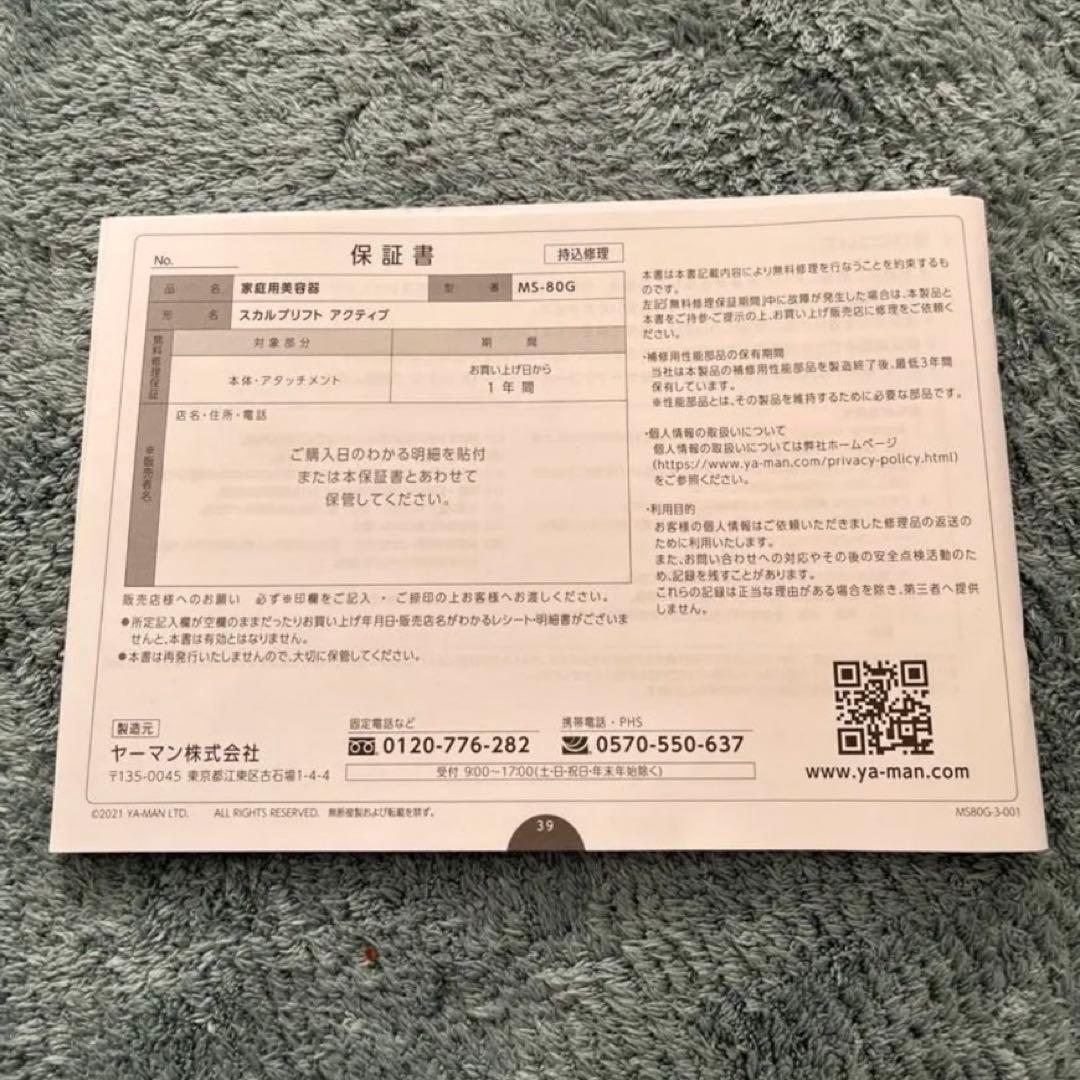 No.
保証書
持込修理
品名 家庭用美容器 型番 MS-80G
形名 スカルプリフト アクティブ
無料修理保証
対象部分 期間
本体・アタッチメント お買い上げ日から
1年間
※販売者名
店名・住所・電話
ご購入日のわかる明細を貼付
または本保証書とあわせて
保管してください。
販売店様へのお願い 必ず※印欄をご記入・ご捺印の上お客様へお渡しください。
●所定記入欄が空欄のままだったりお買い上げ年月日・販売店名がわかるレシート・明細書がございま
せんと、本書は有効とはなりません。
●本書は再発行いたしませんので、大切に保管してください。
本書は本書記載内容により無料修理を行なうことを約束するも
のです。
左記「無料修理保証期間」中に故障が発生した場合は、本製品と
本書をご持参・ご提示の上、お買い上げ販売店に修理をご依頼く
ださい。
・補修用性能部品の保有期間
当社は本製品の補修用性能部品を製造終了後、最低3年間
保有しています。
※性能部品とは、その製品を維持するために必要な部品です。
・個人情報の取扱いについて
個人情報の取扱いについては弊社ホームページ
(https://www.ya-man.com/privacy-policy.html)
をご参照ください。
・利用目的
お客様の個人情報はご依頼いただきました修理品の返送の
ために利用いたします。
また、お問い合わせへの対応やその後の安全点検活動のた
め、記録を残すことがあります。
これらの記録は正当な理由がある場合を除き、第三者へ提供
しません。
製造元
ヤーマン株式会社
〒135-0045 東京都江東区古石場1-4-4
固定電話など
0120-776-282
携帯電話・PHS
0570-550-637
受付 9:00〜17:00(土・日・祝日・年末年始除く)
www.ya-man.com
©2021 YA-MAN LTD. ALL RIGHTS RESERVED. 無断複製および転載を禁ず。
39
MS80G-3-001